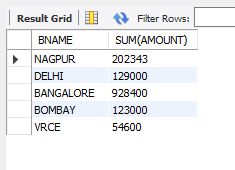 Result Grid Filter Rows:
BNAME SUM(AMOUNT)
NAGPUR 202343
DELHI 129000
BANGALORE 928400
BOMBAY 123000
VRCE 54600